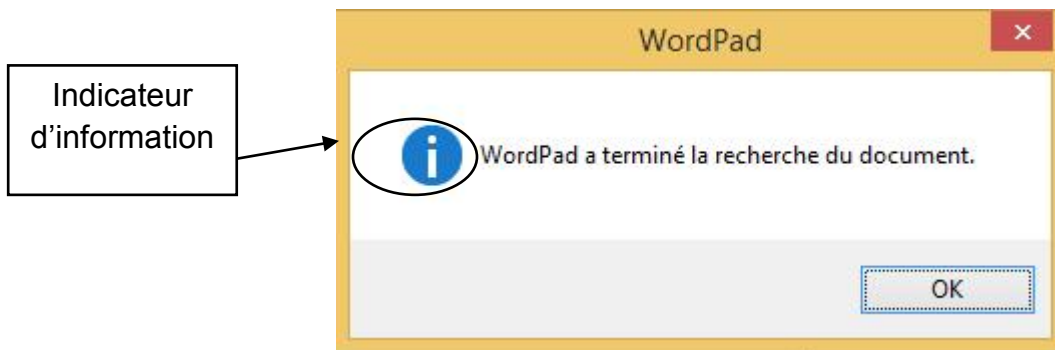 WordPad
Indicateur
d’information
WordPad a terminé la recherche du document.
OK